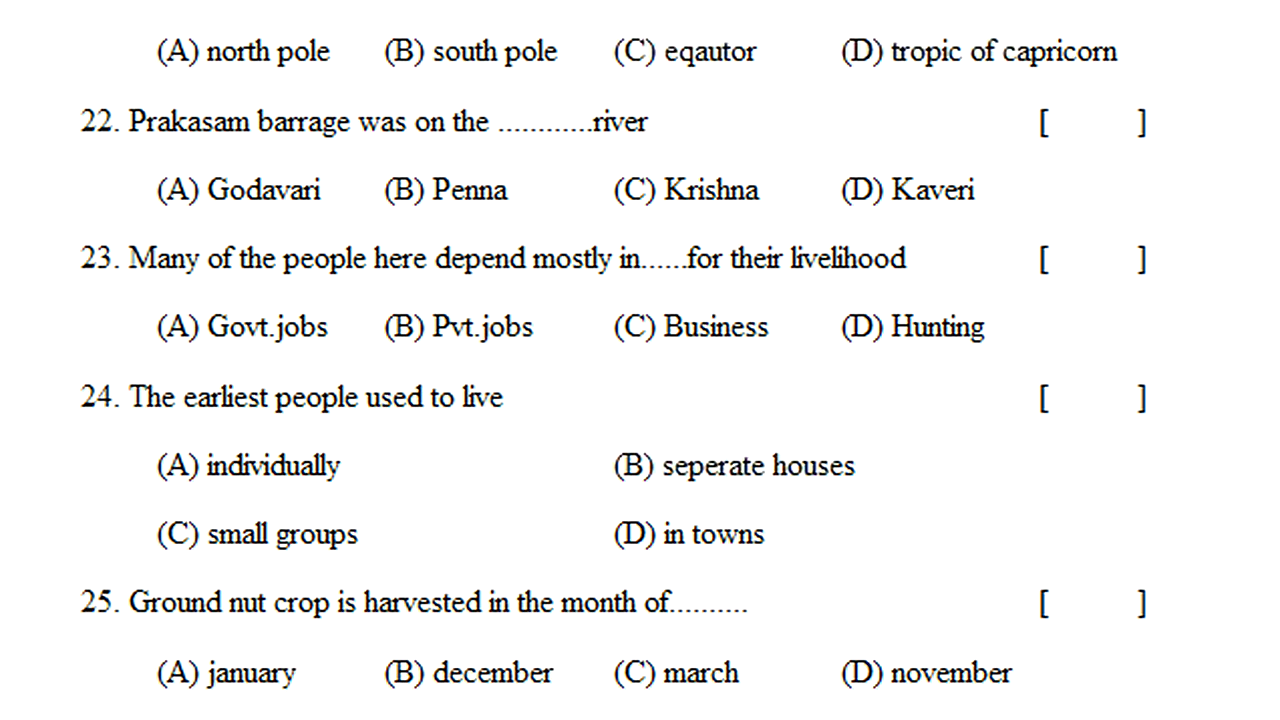 (A) north pole (B) south pole (C) eqautor (D) tropic of capricorn
22. Prakasam barrage was on the ............river [ ]
(A) Godavari (B) Penna (C) Krishna (D) Kaveri
23. Many of the people here depend mostly in......for their livelihood [ ]
(A) Govt.jobs (B) Pvt.jobs (C) Business (D) Hunting
24. The earliest people used to live [ ]
(A) individually (B) seperate houses
(C) small groups (D) in towns
25. Ground nut crop is harvested in the month of.......... [ ]
(A) january (B) december (C) march (D) november